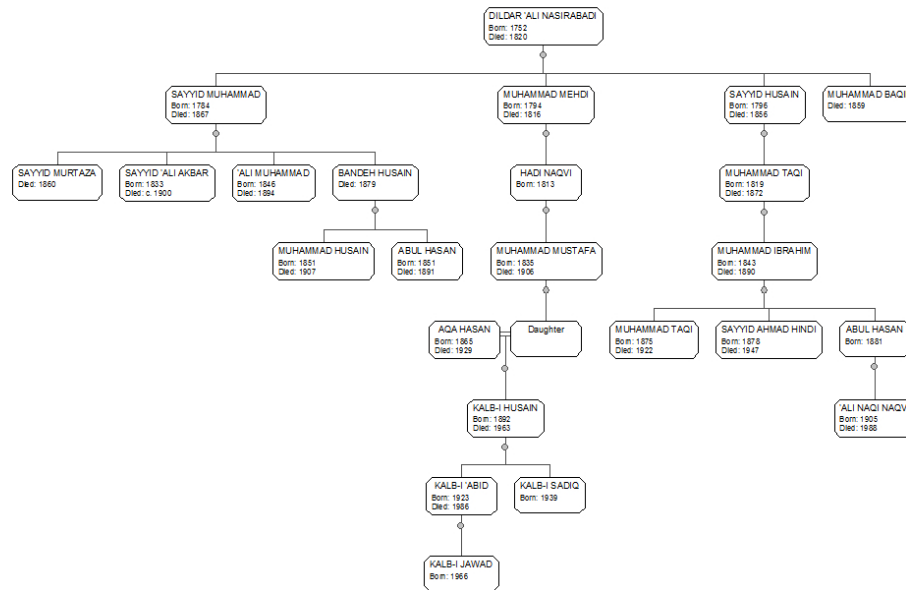 DILDAR 'ALI NASIRABADI
Born: 1752
Died: 1820
SAYYID MUHAMMAD
Born: 1784
Died: 1867
MUHAMMAD MEHDI
Born: 1794
Died: 1816
SAYYID HUSAIN
Born: 1796
Died: 1856
MUHAMMAD BAQI
Died: 1859
SAYYID MURTAZA
Died: 1860
SAYYID 'ALI AKBAR
Born: 1833
Died: c. 1900
'ALI MUHAMMAD
Born: 1846
Died: 1894
BANDEH HUSAIN
Died: 1879
HADI NAQVI
Born: 1813
MUHAMMAD TAQI
Born: 1819
Died: 1872
MUHAMMAD HUSAIN
Born: 1851
Died: 1907
ABUL HASAN
Born: 1851
Died: 1891
MUHAMMAD MUSTAFA
Born: 1835
Died: 1906
MUHAMMAD IBRAHIM
Born: 1843
Died: 1890
AQA HASAN
Born: 1865
Died: 1929
Daughter
MUHAMMAD TAQI
Born: 1875
Died: 1922
SAYYID AHMAD HINDI
Born: 1878
Died: 1947
ABUL HASAN
Born: 1881
KALB-I HUSAIN
Born: 1892
Died: 1963
'ALI NAQI NAQV
Born: 1905
Died: 1988
KALB-I 'ABID
Born: 1923
Died: 1986
KALB-I SADIQ
Born: 1939
KALB-I JAWAD
Born: 1966